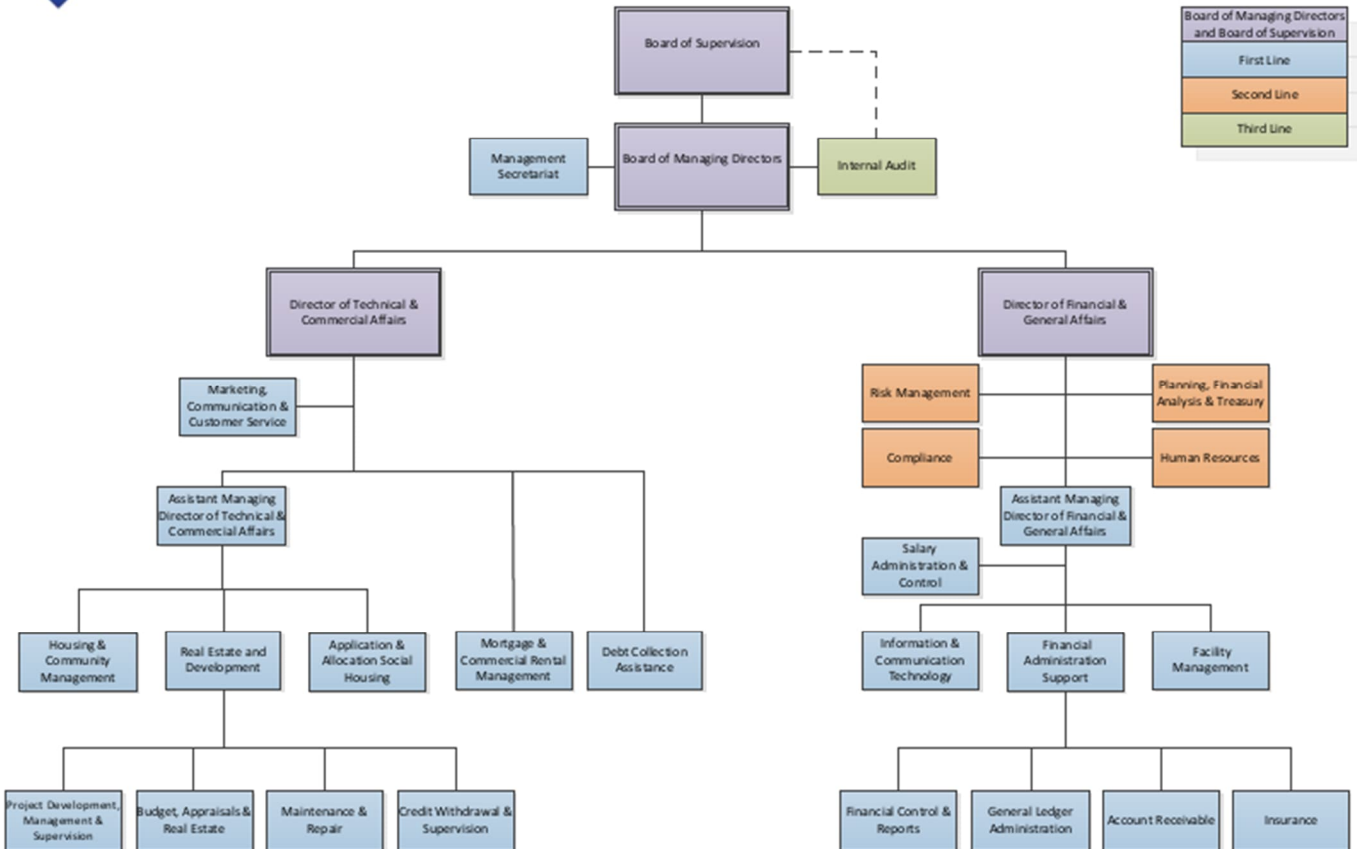 Board of Supervision
Board of Managing Directors
and Board of Supervision
First Line
Second Line
Third Line
Management
Secretariat
Board of Managing Directors
Internal Audit
Director of Technical &
Commercial Affairs
Director of Financial &
General Affairs
Marketing,
Communication &
Customer Service
Risk Management
Planning, Financial
Analysis & Treasury
Compliance
Human Resources
Assistant Managing
Director of Technical &
Commercial Affairs
Assistant Managing
Director of Financial &
General Affairs
Salary
Administration &
Control
Housing &
Community
Management
Real Estate and
Development
Application &
Allocation Social
Housing
Mortgage &
Commercial Rental
Management
Debt Collection
Assistance
Information &
Communication
Technology
Financial
Administration
Support
Facility
Management
Project Development,
Management &
Supervision
Budget, Appraisals &
Real Estate
Maintenance &
Repair
Credit Withdrawal &
Supervision
Financial Control &
Reports
General Ledger
Administration
Account Receivable
Insurance